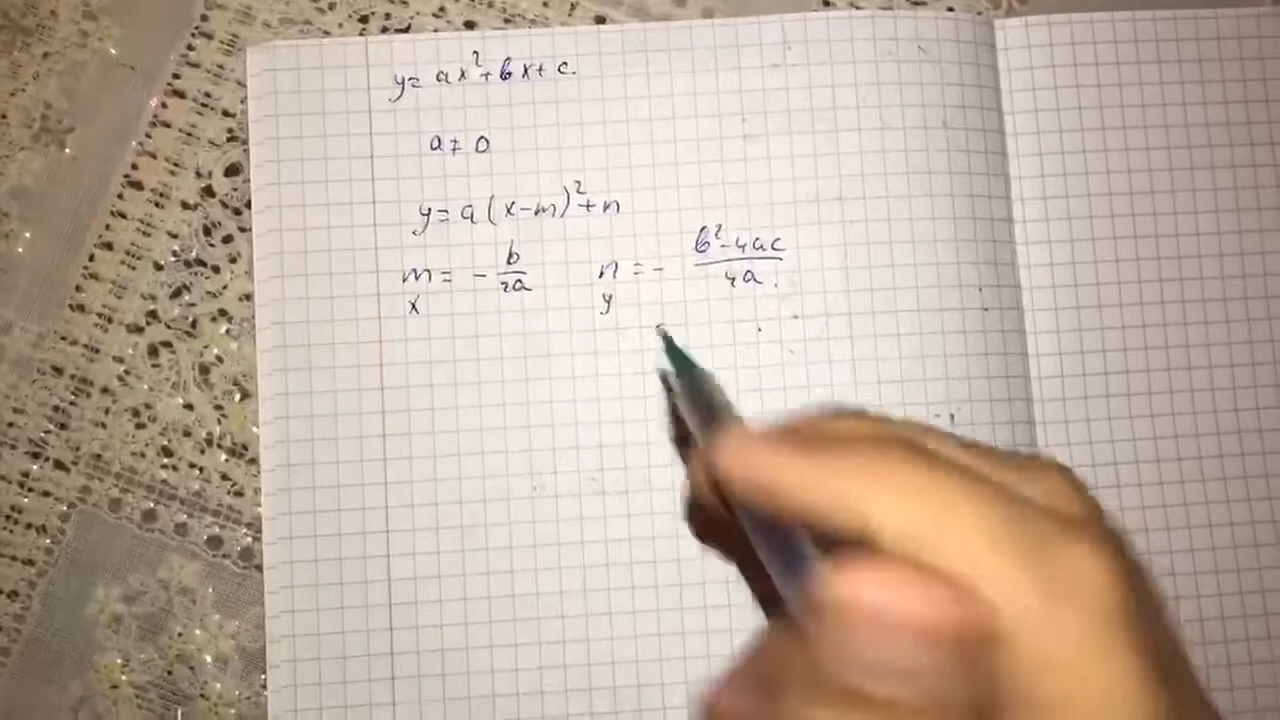 y = ax² + bx + c.
a ≠ 0
y = a(x-m)² + n
m = - b/2a n = - b²-4ac/4a.
x y